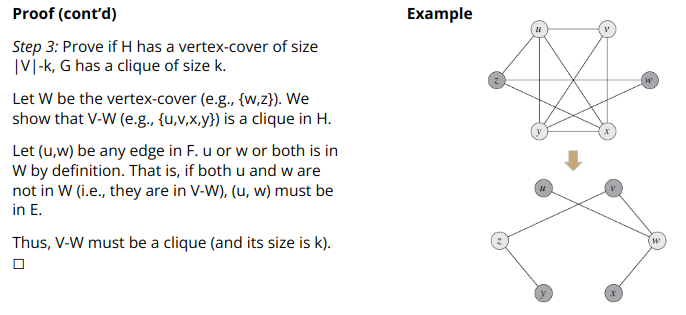 Proof (cont’d)
Step 3: Prove if H has a vertex-cover of size
|V|-k, G has a clique of size k.
Let W be the vertex-cover (e.g., {w,z}). We
show that V-W (e.g., {u,v,x,y}) is a clique in H.
Let (u,w) be any edge in F. u or w or both is in
W by definition. That is, if both u and w are
not in W (i.e., they are in V-W), (u, w) must be
in E.
Thus, V-W must be a clique (and its size is k).
□
Example
u
v
z
w
y
x
u
v
z
w
y
x